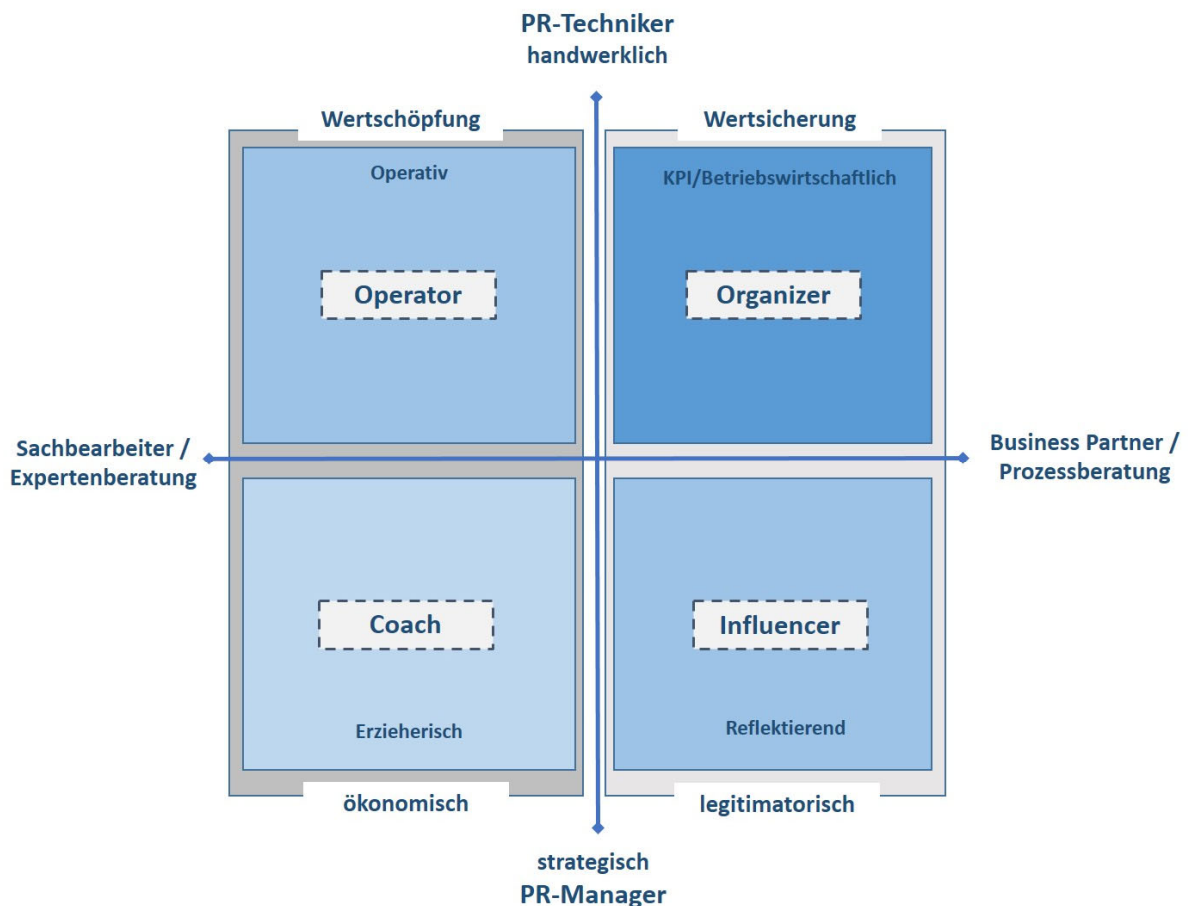 PR-Techniker
handwerklich
Wertschöpfung
Wertsicherung
Operativ
KPI/Betriebswirtschaftlich
Operator
Organizer
Sachbearbeiter /
Expertenberatung
Business Partner /
Prozessberatung
Coach
Influencer
Erzieherisch
Reflektierend
ökonomisch
legitimatorisch
strategisch
PR-Manager